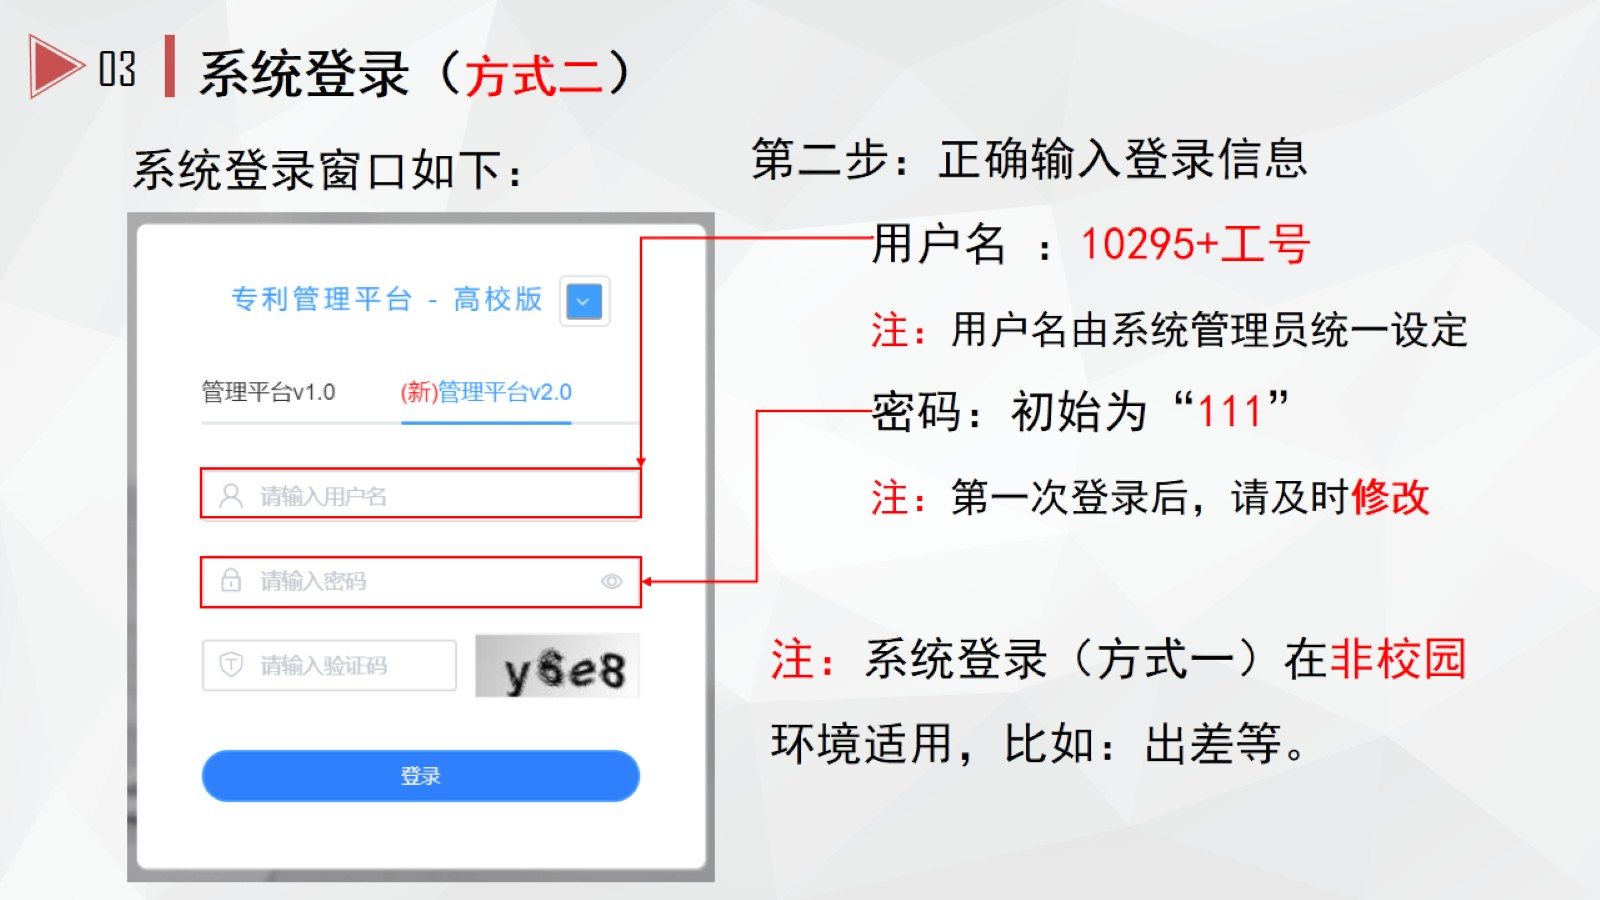 03 系统登录（方式二）
系统登录窗口如下：
专利管理平台 - 高校版
管理平台v1.0 (新)管理平台v2.0
请输入用户名
请输入密码
请输入验证码 y6e8
登录
第二步：正确输入登录信息
用户名 ：10295+工号
注：用户名由系统管理员统一设定
密码：初始为“111”
注：第一次登录后，请及时修改
注：系统登录（方式一）在非校园
环境适用，比如：出差等。